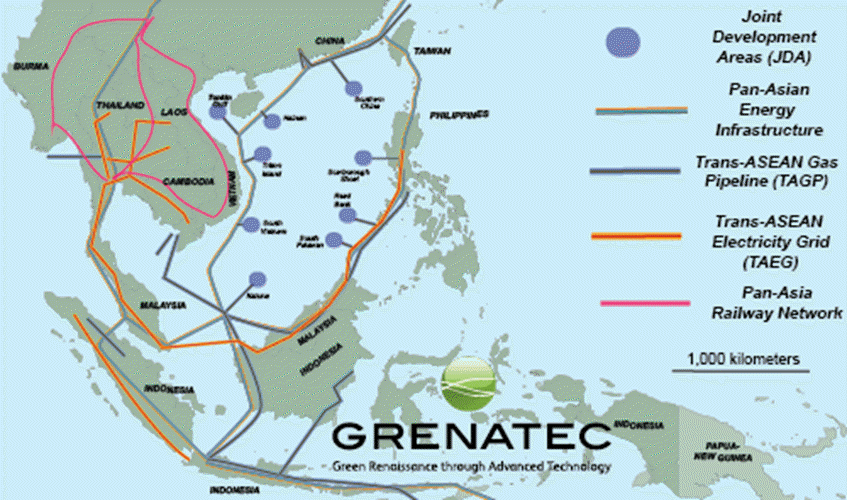 CHINA
TAIWAN
BURMA
THAILAND
LAOS
PHILIPPINES
CAMBODIA
VIETNAM
Tonkin
Gulf
Hainan
Southern
China
Triton
Island
Scarborough
Shoal
Reed
Bank
South
Vietnam
South
Palawan
Natuna
MALAYSIA
MALAYSIA
INDONESIA
INDONESIA
INDONESIA
INDONESIA
PAPUA-
NEW GUINEA
Joint
Development
Areas (JDA)
Pan-Asian
Energy
Infrastructure
Trans-ASEAN Gas
Pipeline (TAGP)
Trans-ASEAN
Electricity Grid
(TAEG)
Pan-Asia
Railway Network
1,000 kilometers
GRENATEC
Green Renaissance through Advanced Technology